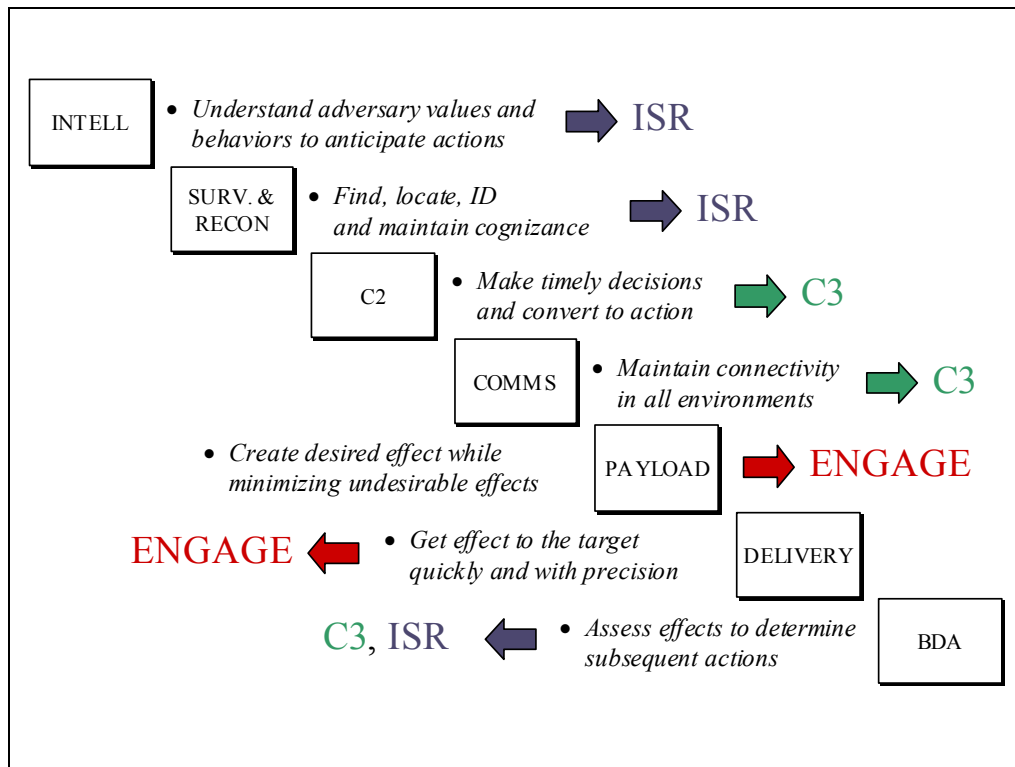 INTELL
• Understand adversary values and
behaviors to anticipate actions
ISR
SURV. &
RECON
• Find, locate, ID
and maintain cognizance
ISR
C2
• Make timely decisions
and convert to action
C3
COMMS
• Maintain connectivity
in all environments
C3
• Create desired effect while
minimizing undesirable effects
PAYLOAD
ENGAGE
ENGAGE
• Get effect to the target
quickly and with precision
DELIVERY
C3, ISR
• Assess effects to determine
subsequent actions
BDA